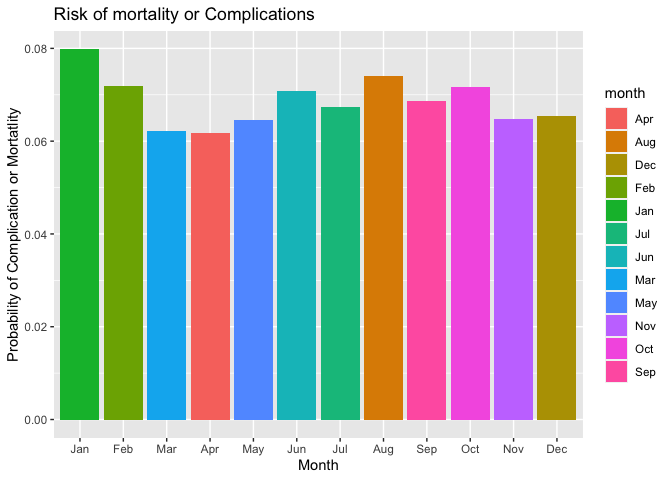 Risk of mortality or Complications
Probability of Complication or Mortatlity
0.08
0.06
0.04
0.02
0.00
Jan Feb Mar Apr May Jun Jul Aug Sep Oct Nov Dec
Month
month
Apr
Aug
Dec
Feb
Jan
Jul
Jun
Mar
May
Nov
Oct
Sep